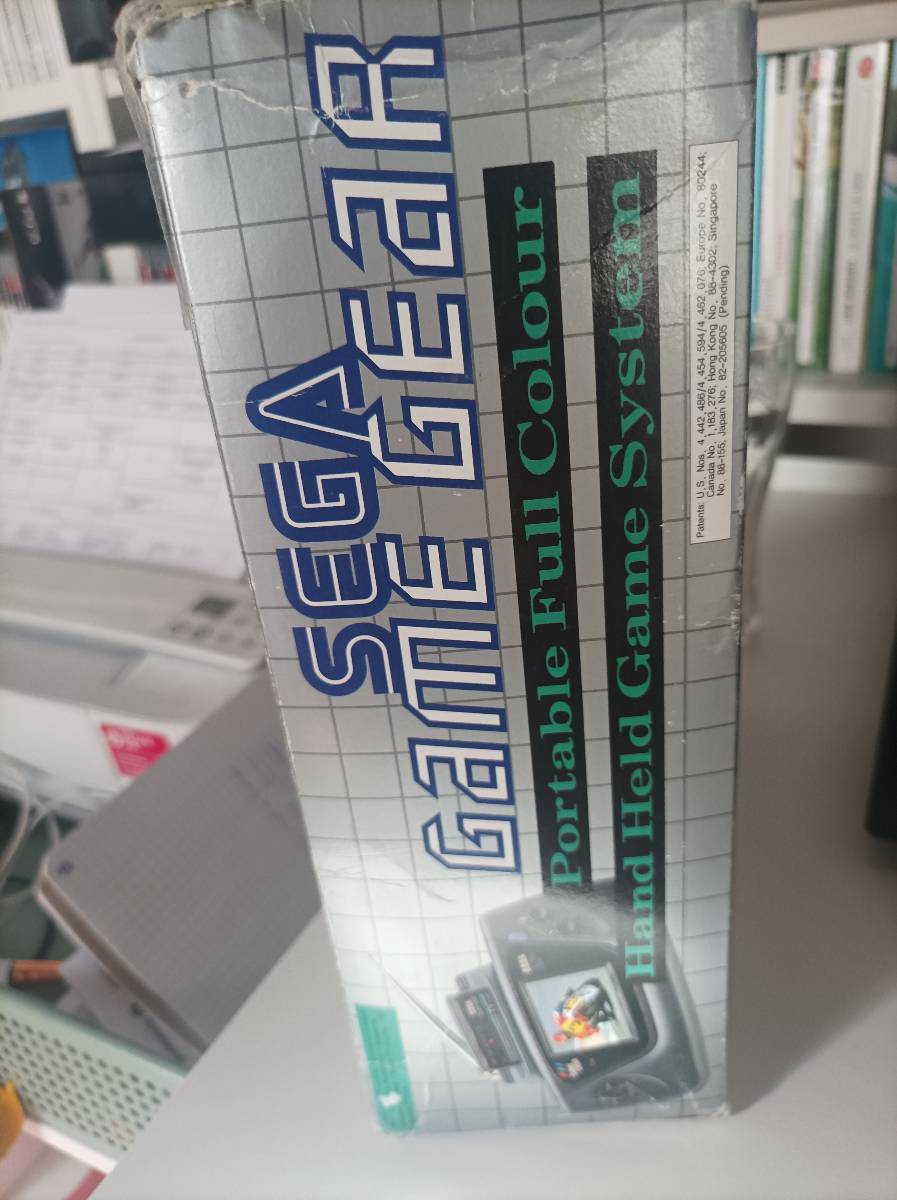 SEGA
GAME GEAR
Portable Full Colour
Hand Held Game System
Patents: U.S. Nos. 4,442,486/4,454,594/4,462,076; Europe No. 80244;
Canada No. 1,183,276; Hong Kong No. 88-4302; Singapore
No. 88-155; Japan No. 82-205605 (Pending)